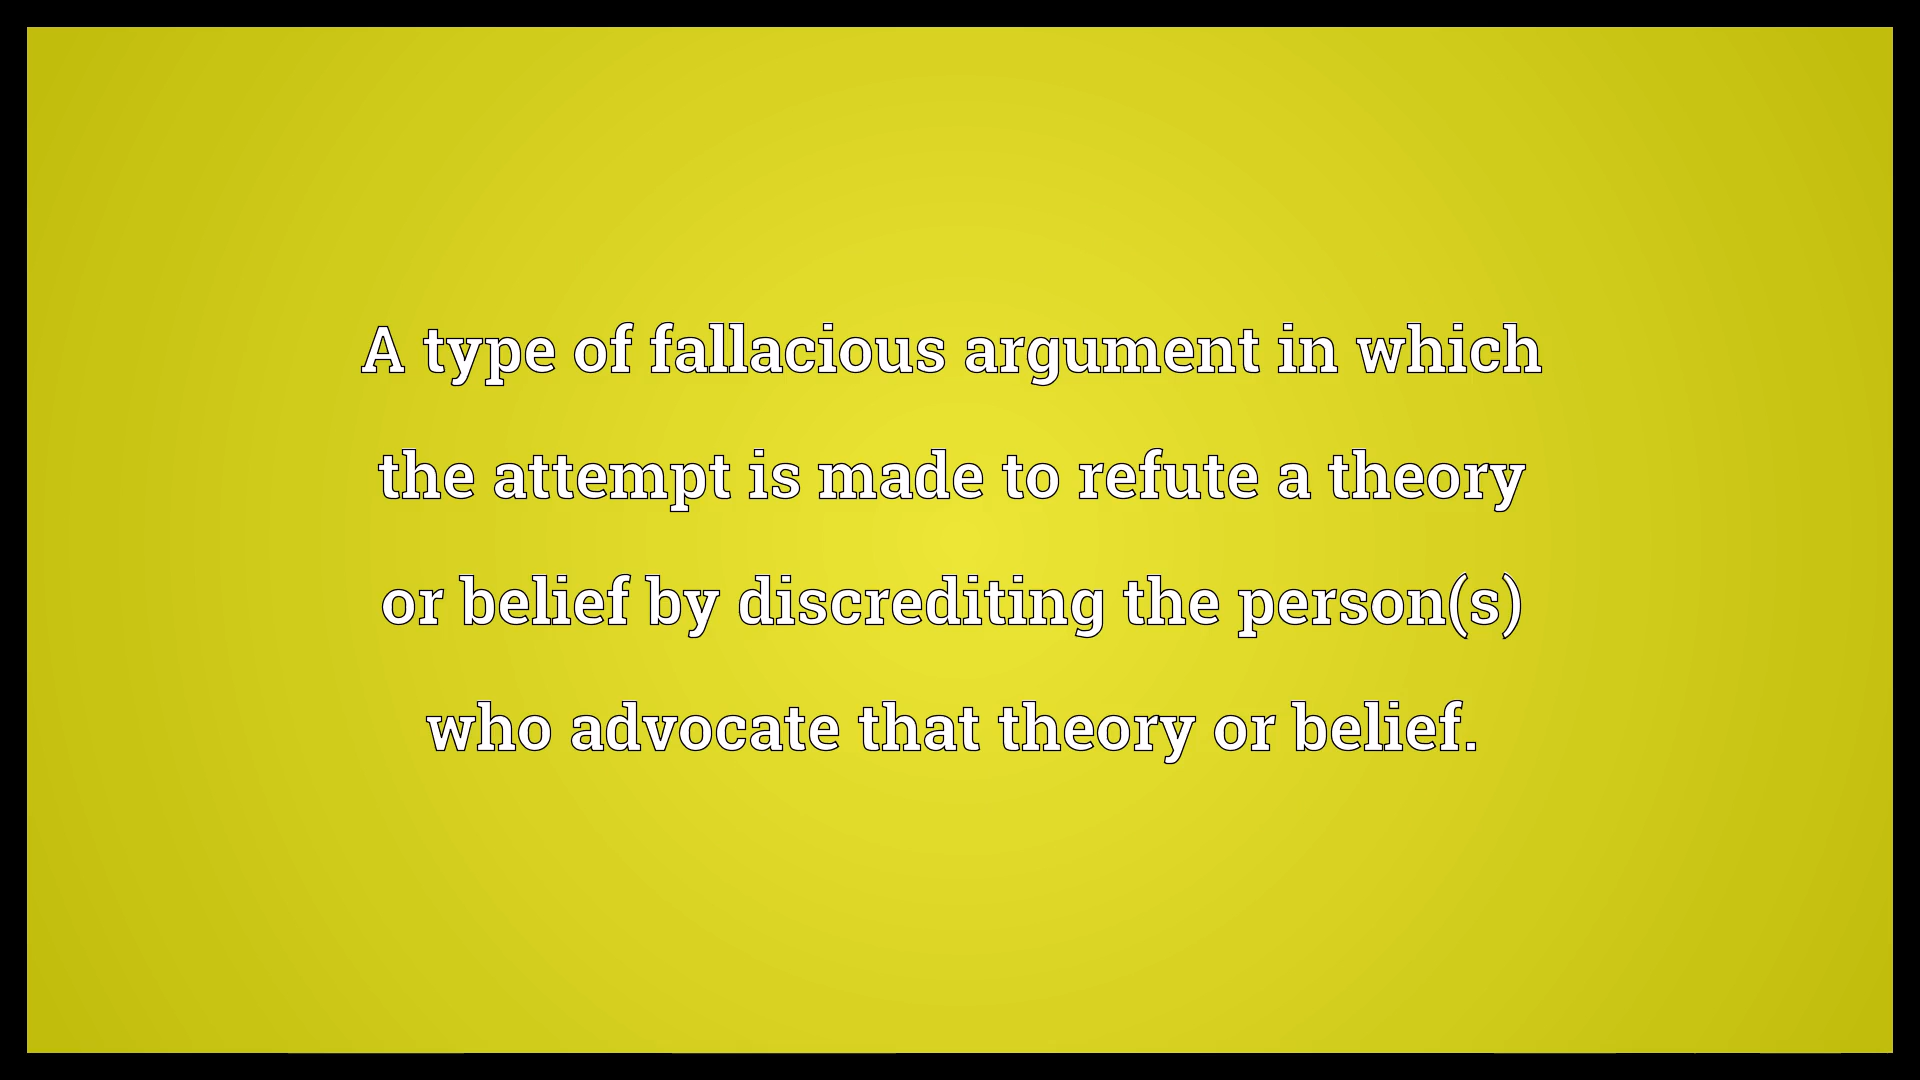 A type of fallacious argument in which
the attempt is made to refute a theory
or belief by discrediting the person(s)
who advocate that theory or belief.